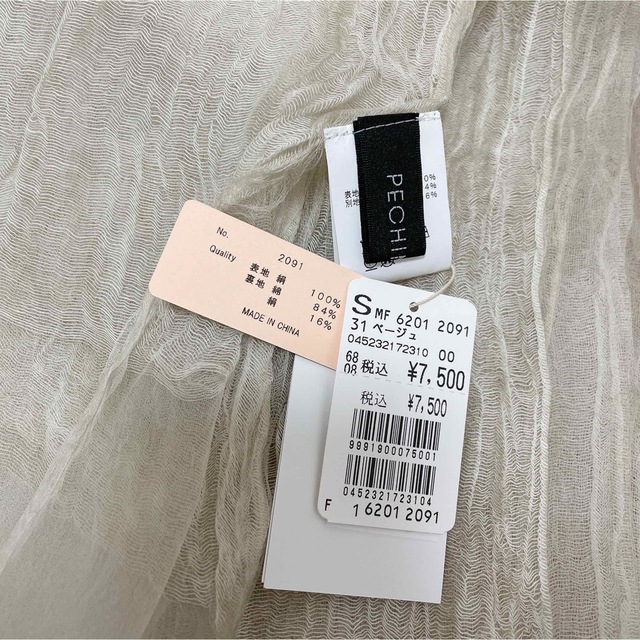 PECHI
0%
表地 4%
別地 6%
No. 2091
Quality
表地 絹 100%
裏地 綿 84%
絹 16%
MADE IN CHINA
S MF 6201 2091
31 ベージュ
045232172310 00
68
08 税込 ¥7,500
税込 ¥7,500
9991900075001
0452321723104
F 1 6201 2091